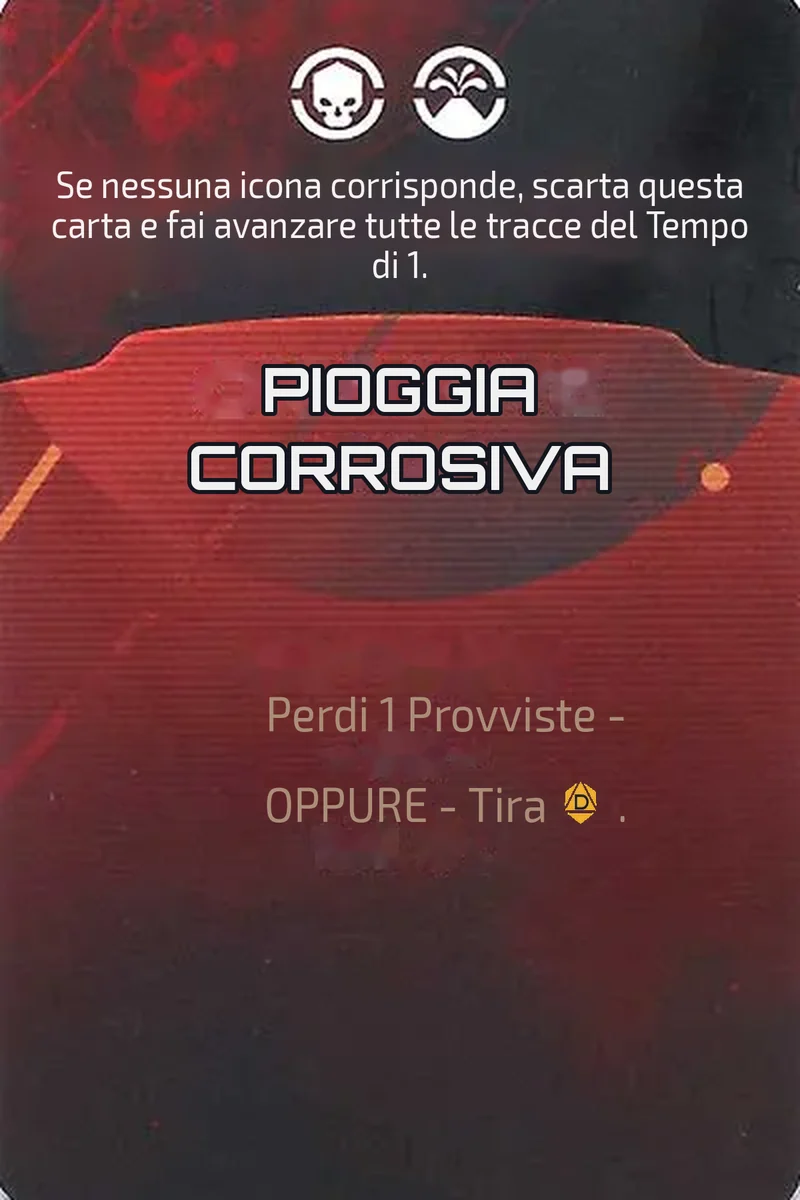 Se nessuna icona corrisponde, scarta questa
carta e fai avanzare tutte le tracce del Tempo
di 1.
PIOGGIA
CORROSIVA
Perdi 1 Provviste -
OPPURE - Tira D .